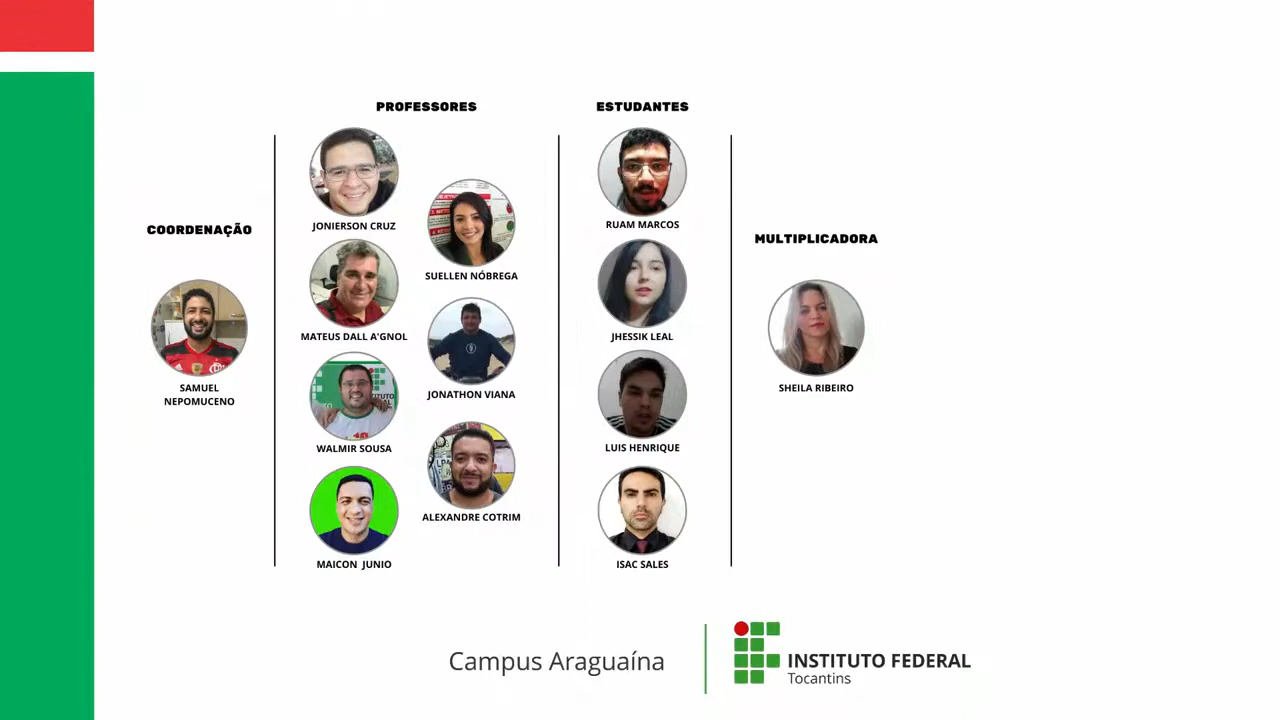 COORDENAÇÃO
SAMUEL
NEPOMUCENO
PROFESSORES
JONIERSON CRUZ
SUELLEN NÓBREGA
MATEUS DALL A'GNOL
JONATHON VIANA
WALMIR SOUSA
ALEXANDRE COTRIM
MAICON JUNIO
ESTUDANTES
RUAM MARCOS
JHESSIK LEAL
LUIS HENRIQUE
ISAC SALES
MULTIPLICADORA
SHEILA RIBEIRO
Campus Araguaína
INSTITUTO FEDERAL
Tocantins